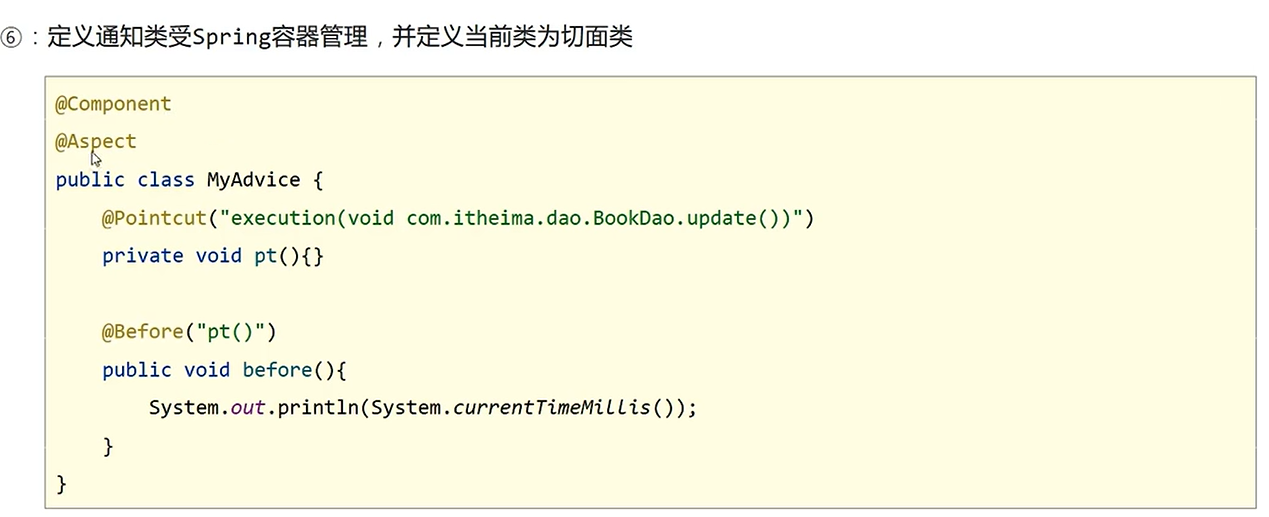 ⑥：定义通知类受Spring容器管理，并定义当前类为切面类
@Component
@Aspect
public class MyAdvice {
    @Pointcut("execution(void com.itheima.dao.BookDao.update())")
    private void pt(){}
    @Before("pt()")
    public void before(){
        System.out.println(System.currentTimeMillis());
    }
}